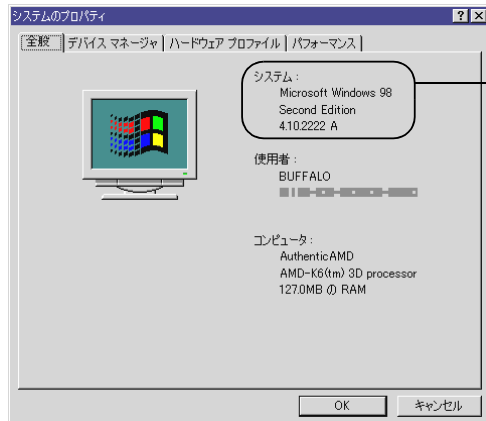 システムのプロパティ
全般 デバイス マネージャ ハードウェア プロファイル パフォーマンス
システム :
Microsoft Windows 98
Second Edition
4.10.2222 A
使用者 :
BUFFALO
コンピュータ :
AuthenticAMD
AMD-K6(tm) 3D processor
127.0MB の RAM
OK キャンセル